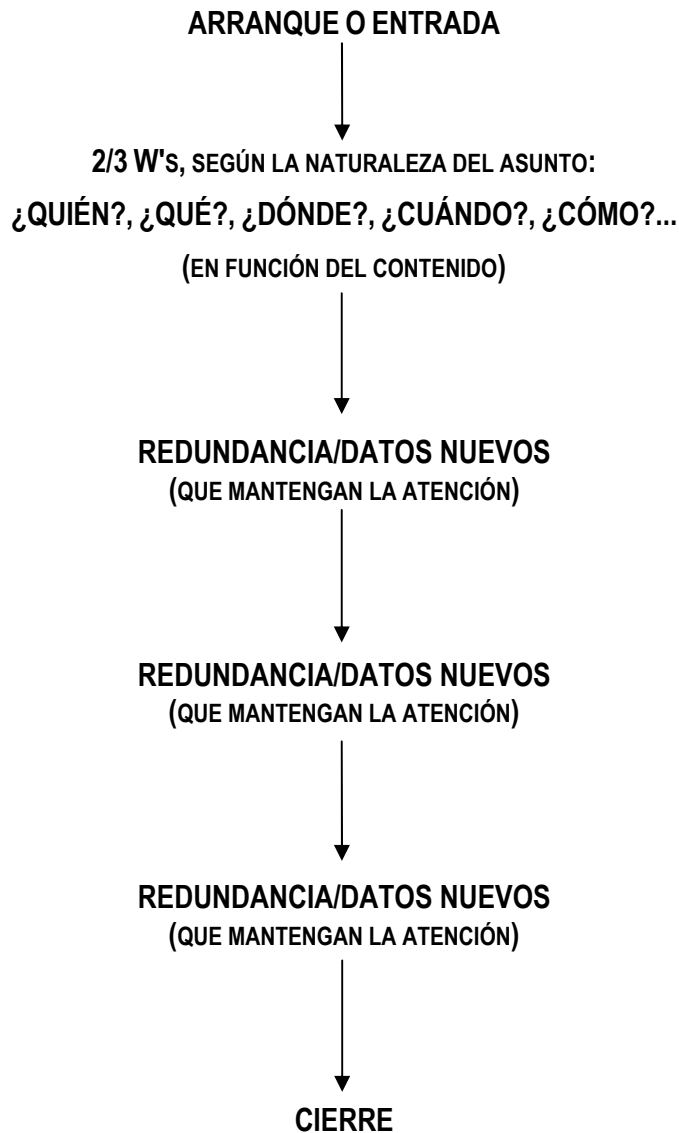 ARRANQUE O ENTRADA
2/3 W'S, SEGÚN LA NATURALEZA DEL ASUNTO:
¿QUIÉN?, ¿QUÉ?, ¿DÓNDE?, ¿CUÁNDO?, ¿CÓMO?...
(EN FUNCIÓN DEL CONTENIDO)
REDUNDANCIA/DATOS NUEVOS
(QUE MANTENGAN LA ATENCIÓN)
REDUNDANCIA/DATOS NUEVOS
(QUE MANTENGAN LA ATENCIÓN)
REDUNDANCIA/DATOS NUEVOS
(QUE MANTENGAN LA ATENCIÓN)
CIERRE